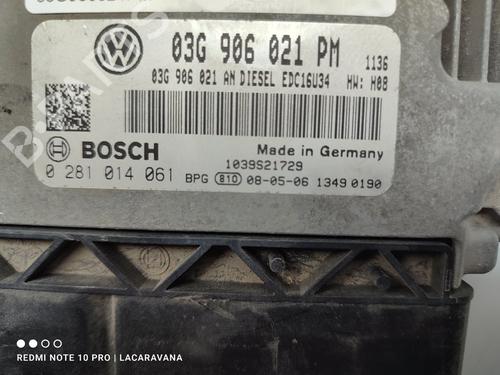 03G 906 021 PM 1136
03G 906 021 AN DIESEL EDC16U34 HW: H08
BOSCH
Made in Germany
1039S21729
0 281 014 061
BPG 810 08-05-06 1349 0190
REDMI NOTE 10 PRO | LACARAVANA